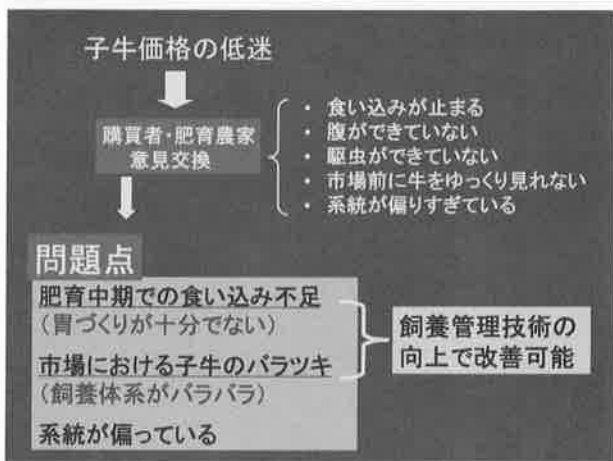 子牛価格の低迷
購買者・肥育農家
意見交換
・ 食い込みが止まる
・ 腹ができていない
・ 駆虫ができていない
・ 市場前に牛をゆっくり見れない
・ 系統が偏りすぎている
問題点
肥育中期での食い込み不足
(胃づくりが十分でない)
市場における子牛のバラツキ
(飼養体系がバラバラ)
系統が偏っている
飼養管理技術の
向上で改善可能